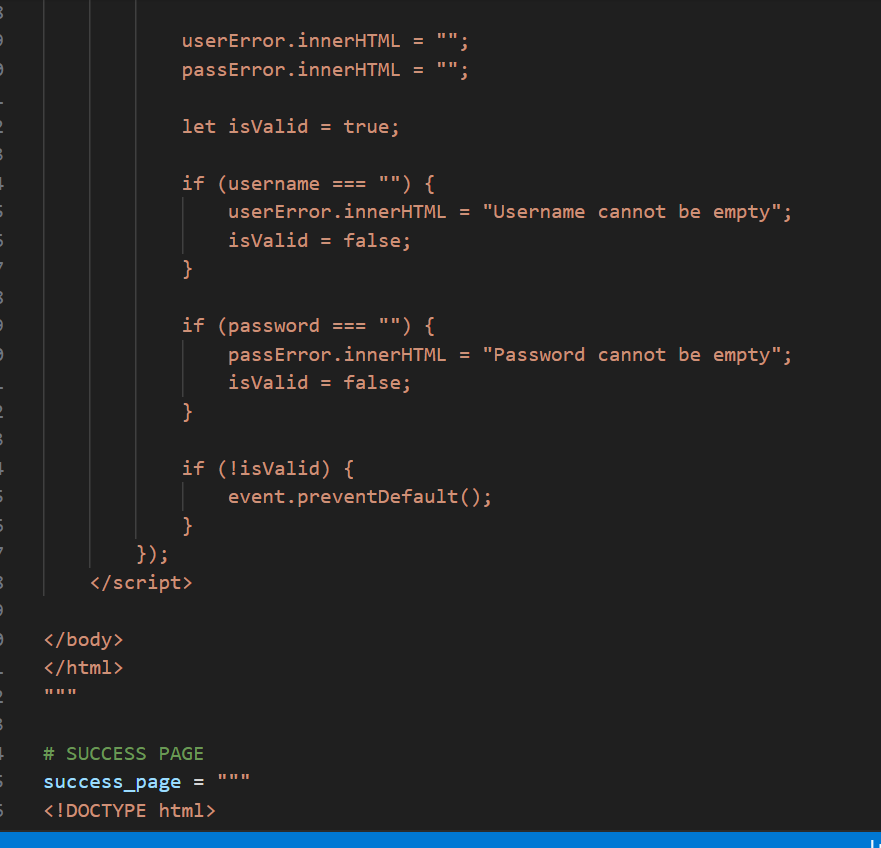 userError.innerHTML = "";
passError.innerHTML = "";
let isValid = true;
if (username === "") {
userError.innerHTML = "Username cannot be empty";
isValid = false;
}
if (password === "") {
passError.innerHTML = "Password cannot be empty";
isValid = false;
}
if (!isValid) {
event.preventDefault();
}
});
</script>
</body>
</html>
"""
# SUCCESS PAGE
success_page = """
<!DOCTYPE html>